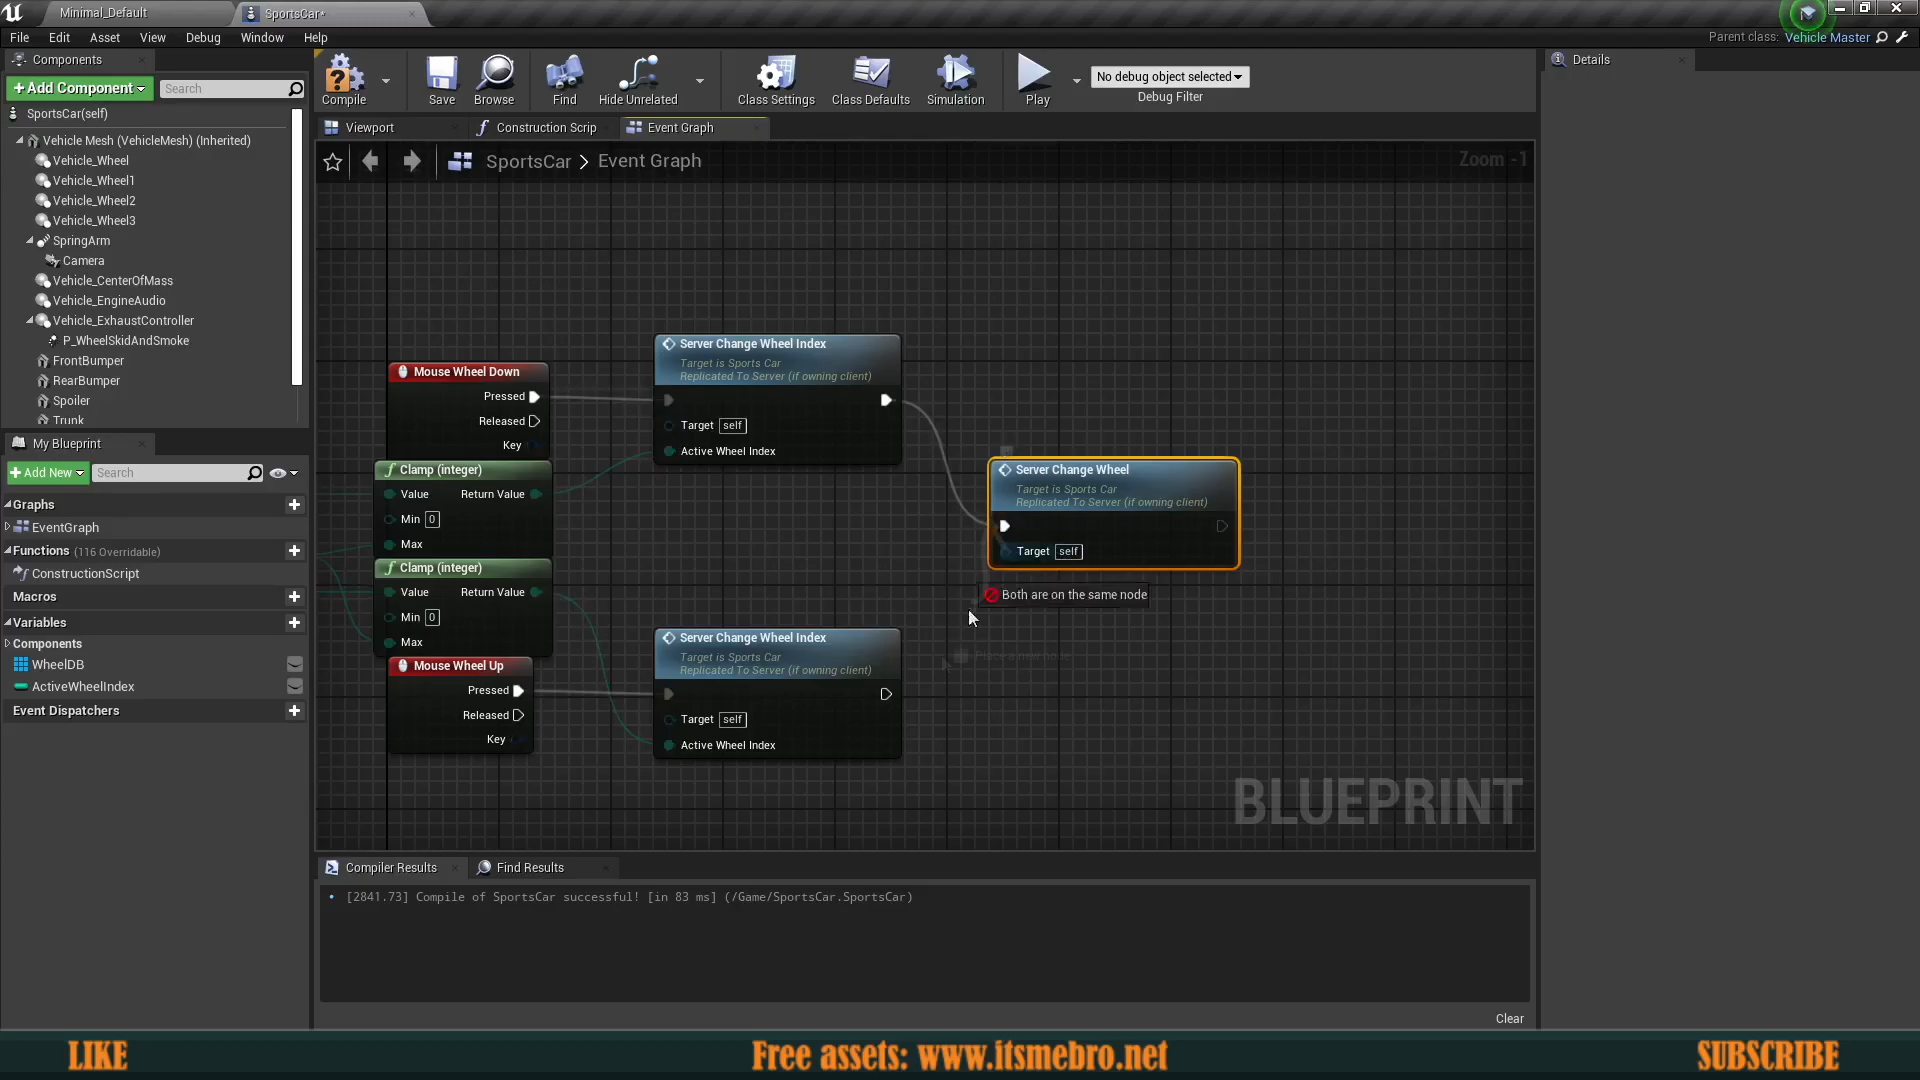 Minimal_Default
SportsCar*
File Edit Asset View Debug Window Help
Parent class: Vehicle Master
Components
+Add Component
Search
SportsCar(self)
Vehicle Mesh (VehicleMesh) (Inherited)
Vehicle_Wheel
Vehicle_Wheel1
Vehicle_Wheel2
Vehicle_Wheel3
SpringArm
Camera
Vehicle_CenterOfMass
Vehicle_EngineAudio
Vehicle_ExhaustController
P_WheelSkidAndSmoke
FrontBumper
RearBumper
Spoiler
Trunk
My Blueprint
+Add New
Search
Graphs
EventGraph
Functions (116 Overridable)
ConstructionScript
Macros
Variables
Components
WheelDB
ActiveWheelIndex
Event Dispatchers
Compile
Save
Browse
Find
Hide Unrelated
Class Settings
Class Defaults
Simulation
Play
No debug object selected
Debug Filter
Viewport
Construction Scrip
Event Graph
SportsCar > Event Graph
Zoom -1
Mouse Wheel Down
Pressed
Released
Key
Clamp (integer)
Value Return Value
Min 0
Max
Clamp (integer)
Value Return Value
Min 0
Max
Mouse Wheel Up
Pressed
Released
Key
Server Change Wheel Index
Target is Sports Car
Replicated To Server (if owning client)
Target self
Active Wheel Index
Server Change Wheel Index
Target is Sports Car
Replicated To Server (if owning client)
Target self
Active Wheel Index
Server Change Wheel
Target is Sports Car
Replicated To Server (if owning client)
Target self
Both are on the same node
Place a new node.
BLUEPRINT
Compiler Results
Find Results
[2841.73] Compile of SportsCar successful! [in 83 ms] (/Game/SportsCar.SportsCar)
Clear
Details
LIKE
Free assets: www.itsmebro.net
SUBSCRIBE